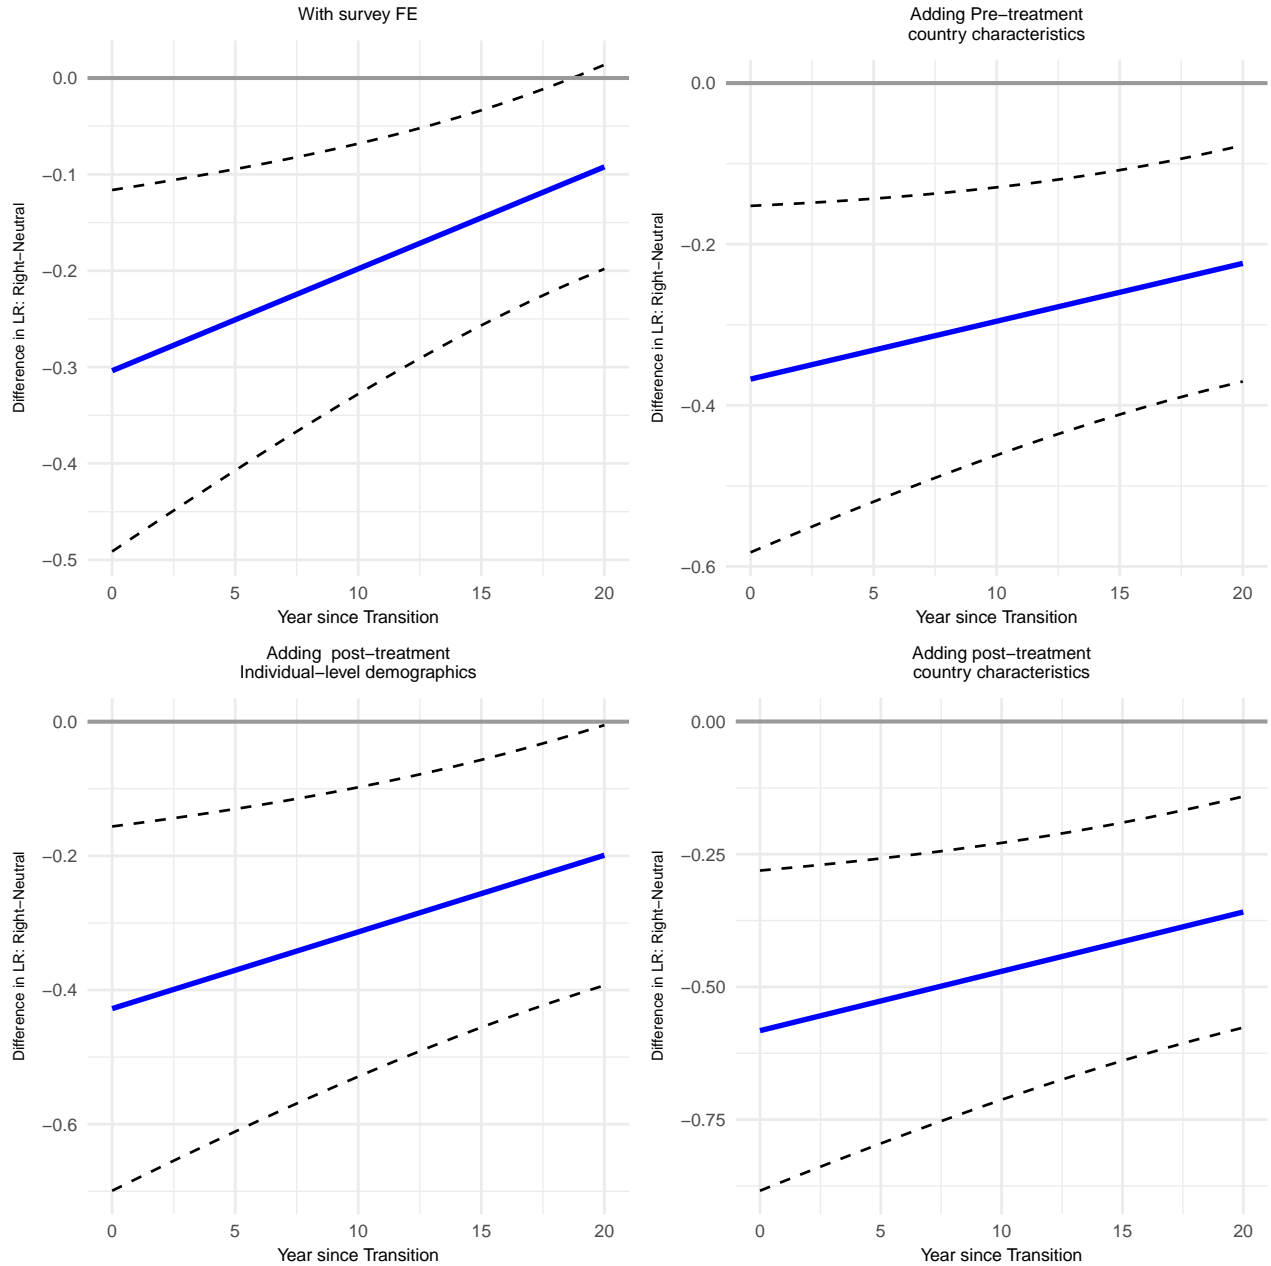 With survey FE
0.0
−0.1
−0.2
−0.3
−0.4
−0.5
Difference in LR: Right−Neutral
0 5 10 15 20
Year since Transition
Adding Pre−treatment
country characteristics
0.0
−0.2
−0.4
−0.6
Difference in LR: Right−Neutral
0 5 10 15 20
Year since Transition
Adding  post−treatment
Individual−level demographics
0.0
−0.2
−0.4
−0.6
Difference in LR: Right−Neutral
0 5 10 15 20
Year since Transition
Adding post−treatment
country characteristics
0.00
−0.25
−0.50
−0.75
Difference in LR: Right−Neutral
0 5 10 15 20
Year since Transition